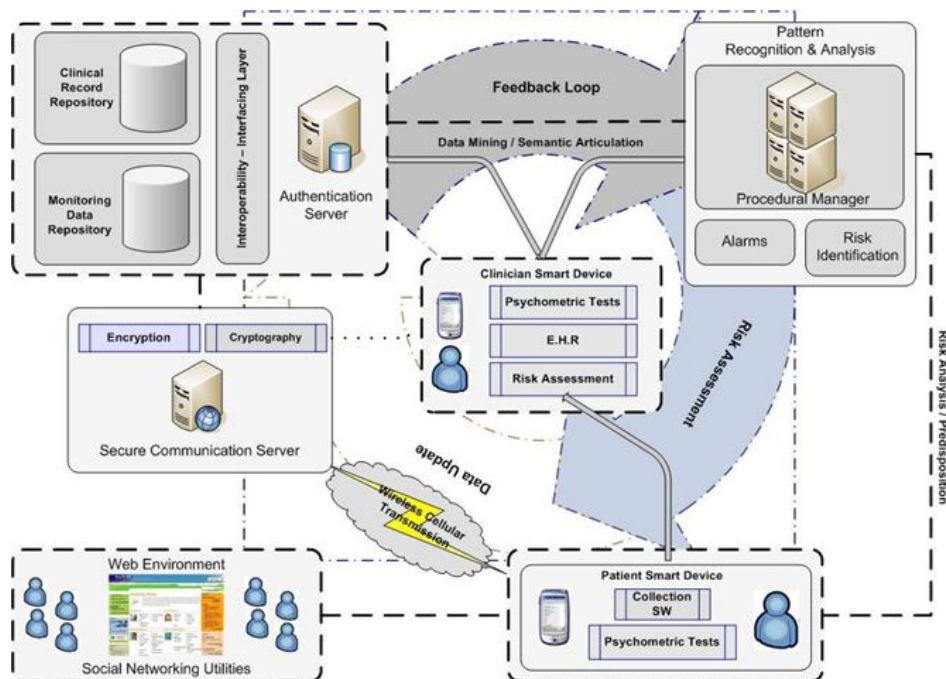 Clinical
Record
Repository
Monitoring
Data
Repository
Interoperability – Interfacing Layer
Authentication
Server
Feedback Loop
Data Mining / Semantic Articulation
Pattern
Recognition & Analysis
Procedural Manager
Alarms
Risk
Identification
Clinician Smart Device
Psychometric Tests
E.H.R
Risk Assessment
Encryption
Cryptography
Secure Communication Server
Risk Assessment
Risk Analysis / Predisposition
Data Update
Wireless Cellular
Transmission
Web Environment
Social Networking Utilities
Patient Smart Device
Collection
SW
Psychometric Tests